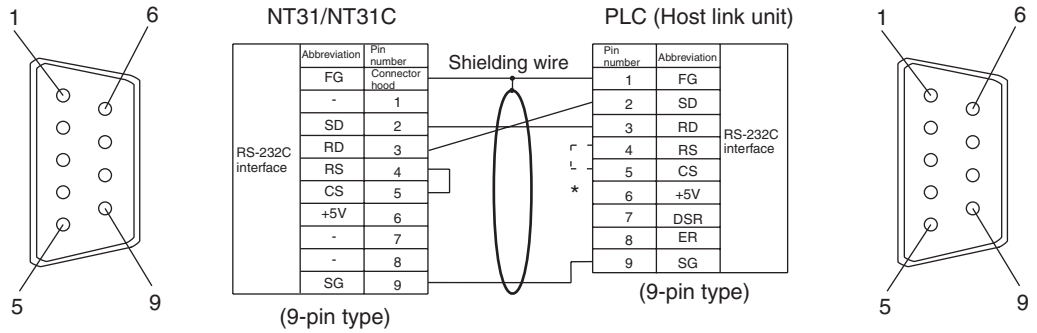 1
6
5
9
NT31/NT31C
Abbreviation Pin number
FG Connector hood
- 1
SD 2
RD 3
RS 4
CS 5
+5V 6
- 7
- 8
SG 9
RS-232C interface
(9-pin type)
Shielding wire
*
PLC (Host link unit)
Pin number Abbreviation
1 FG
2 SD
3 RD
4 RS
5 CS
6 +5V
7 DSR
8 ER
9 SG
RS-232C interface
(9-pin type)
1
6
5
9